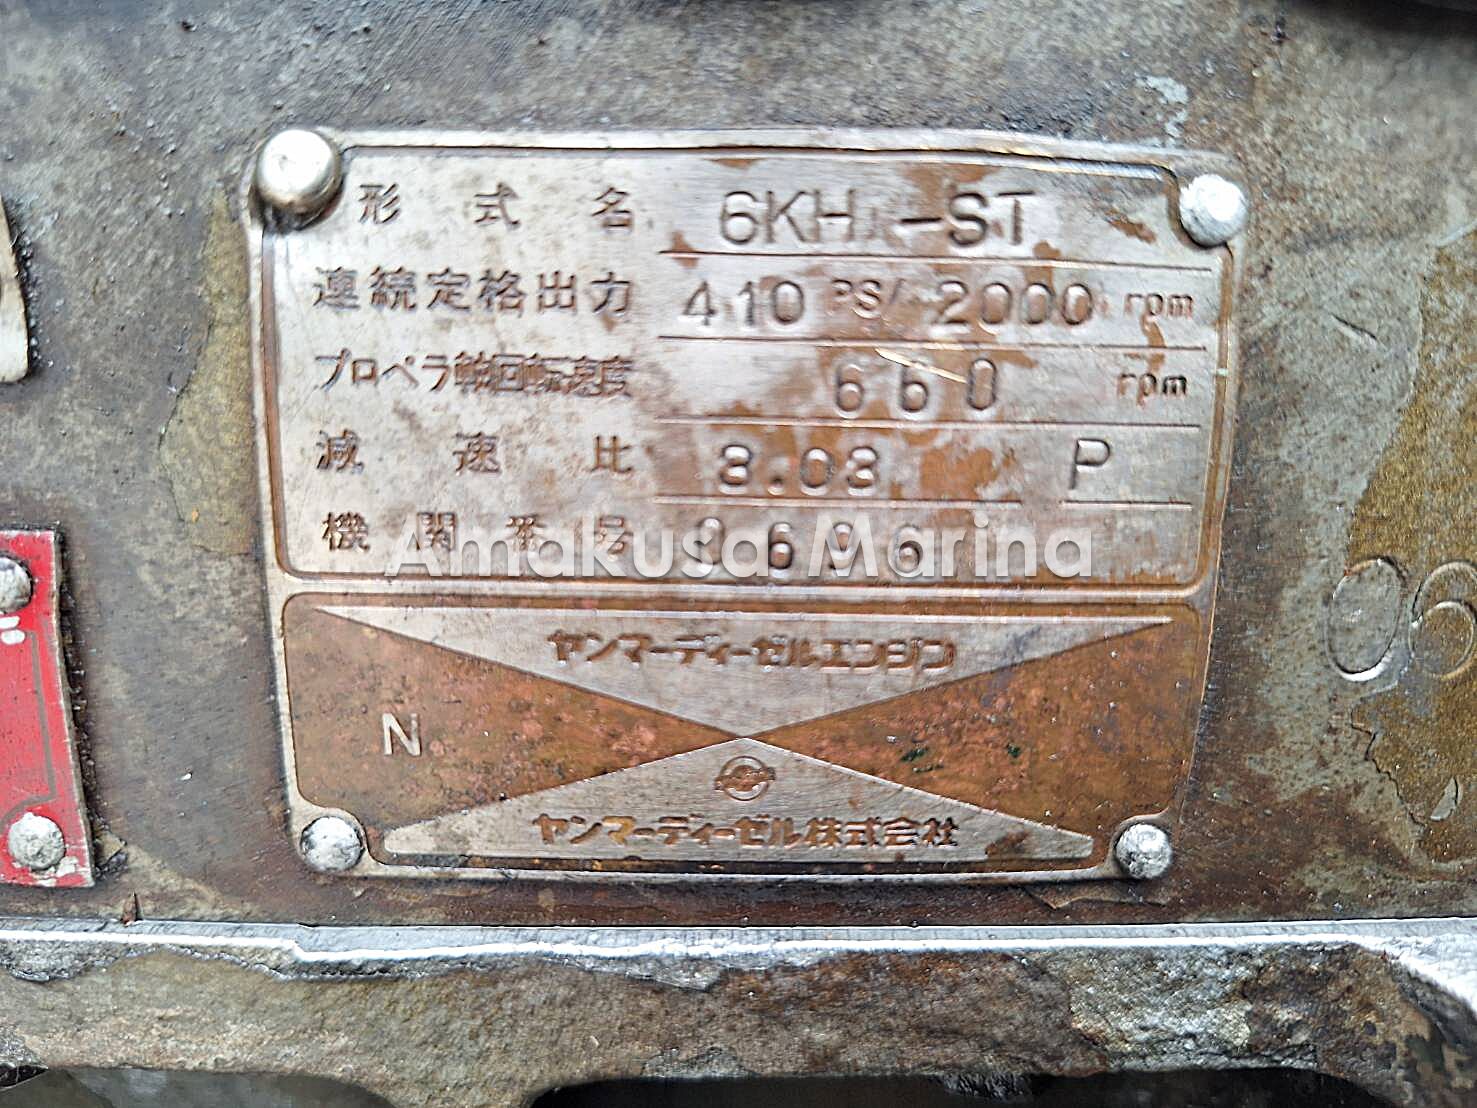 形式名 6KH-ST
連続定格出力 410 PS/ 2000 rpm
プロペラ軸回転速度 660 rpm
減速比 3.03 P
機関番号 0696
Amakusa Marina
ヤンマーディーゼルエンジン
N
ヤンマーディーゼル株式会社
06